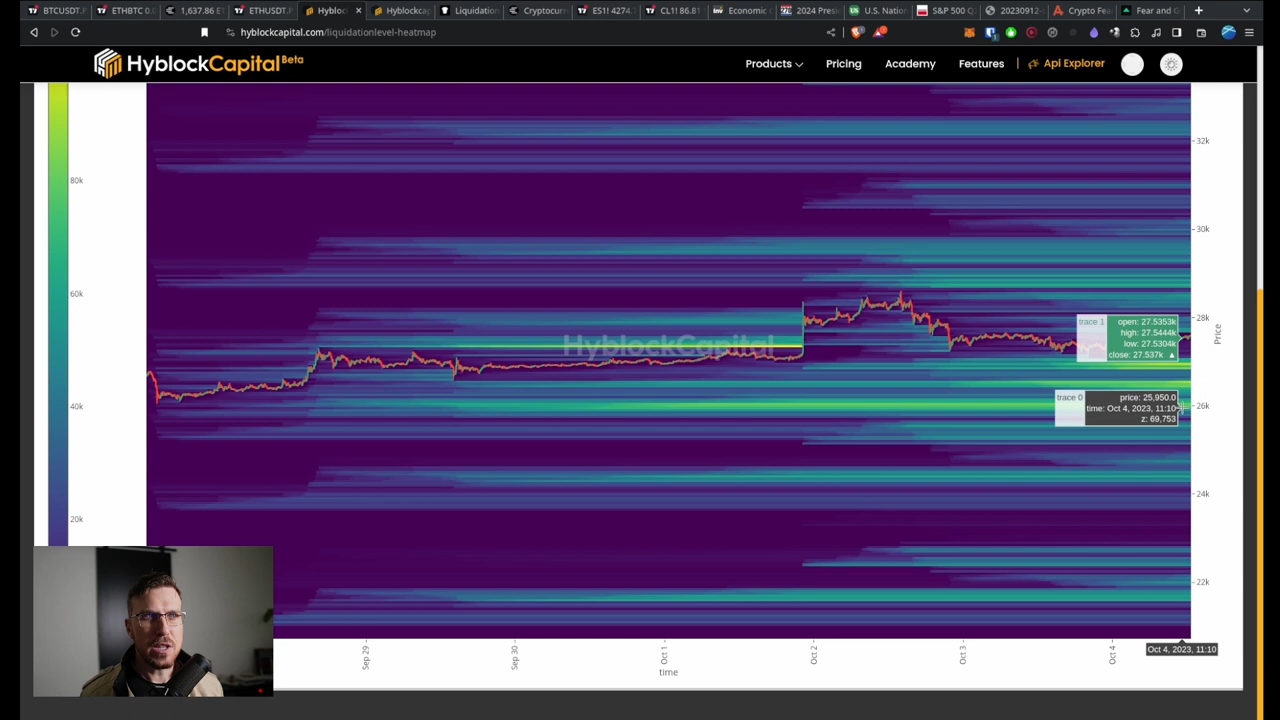 BTCUSDT.F
ETHBTC 0.0
1,637.86 E
ETHUSDT.F
Hybloc
Hyblockcap
Liquidation
Cryptocurr
ES1! 4274.
CL1! 86.81
Economic
2024 Presi
U.S. Nation
S&P 500 Q
20230912-
Crypto Fea
Fear and G
hyblockcapital.com/liquidationlevel-heatmap
HyblockCapital Beta
Products
Pricing
Academy
Features
Api Explorer
80k
60k
40k
20k
HyblockCapital
32k
30k
28k
26k
24k
22k
Price
trace 1
open: 27.5353k
high: 27.5444k
low: 27.5304k
close: 27.537k ▲
trace 0
price: 25,950.0
time: Oct 4, 2023, 11:10
z: 69,753
Sep 29
Sep 30
Oct 1
Oct 2
Oct 3
Oct 4
Oct 4, 2023, 11:10
time